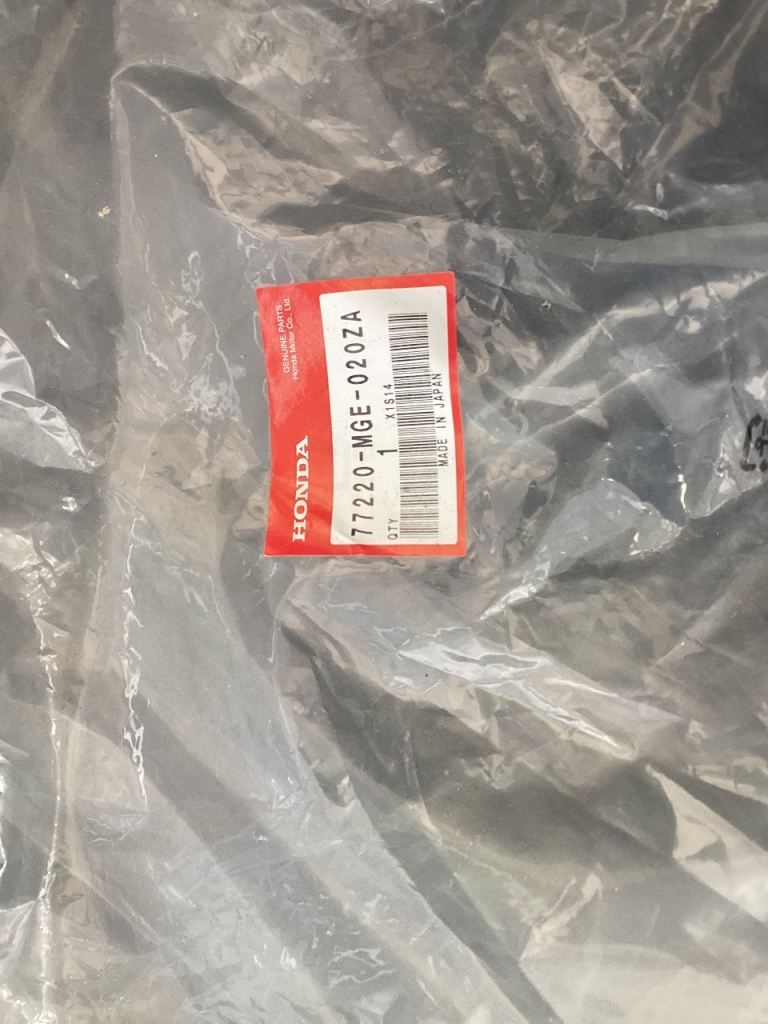 HONDA
GENUINE PARTS
Honda Motor Co., Ltd.
77220-MGE-020ZA
QTY 1 X1S14
MADE IN JAPAN